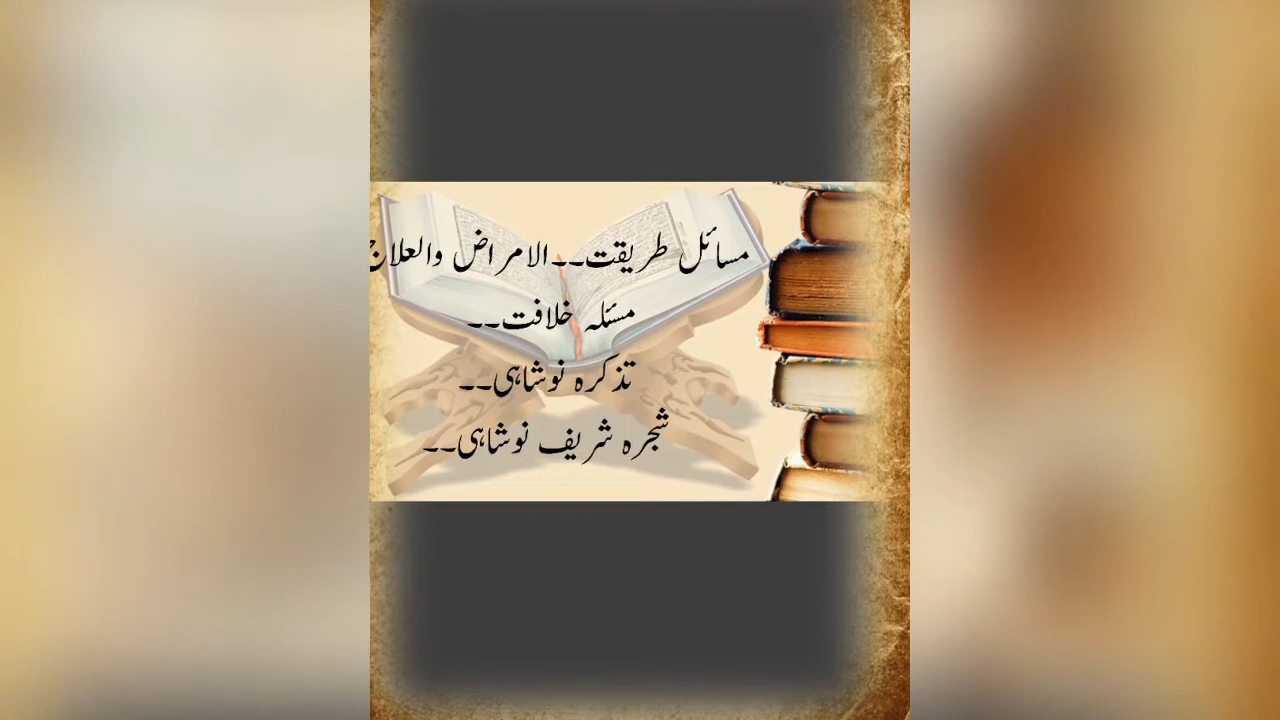 مسائل طریقت۔۔الامراض والعلاج
مسئلہ خلافت۔۔
تذکرہ نوشاہی۔۔
شجرہ شریف نوشاہی۔۔